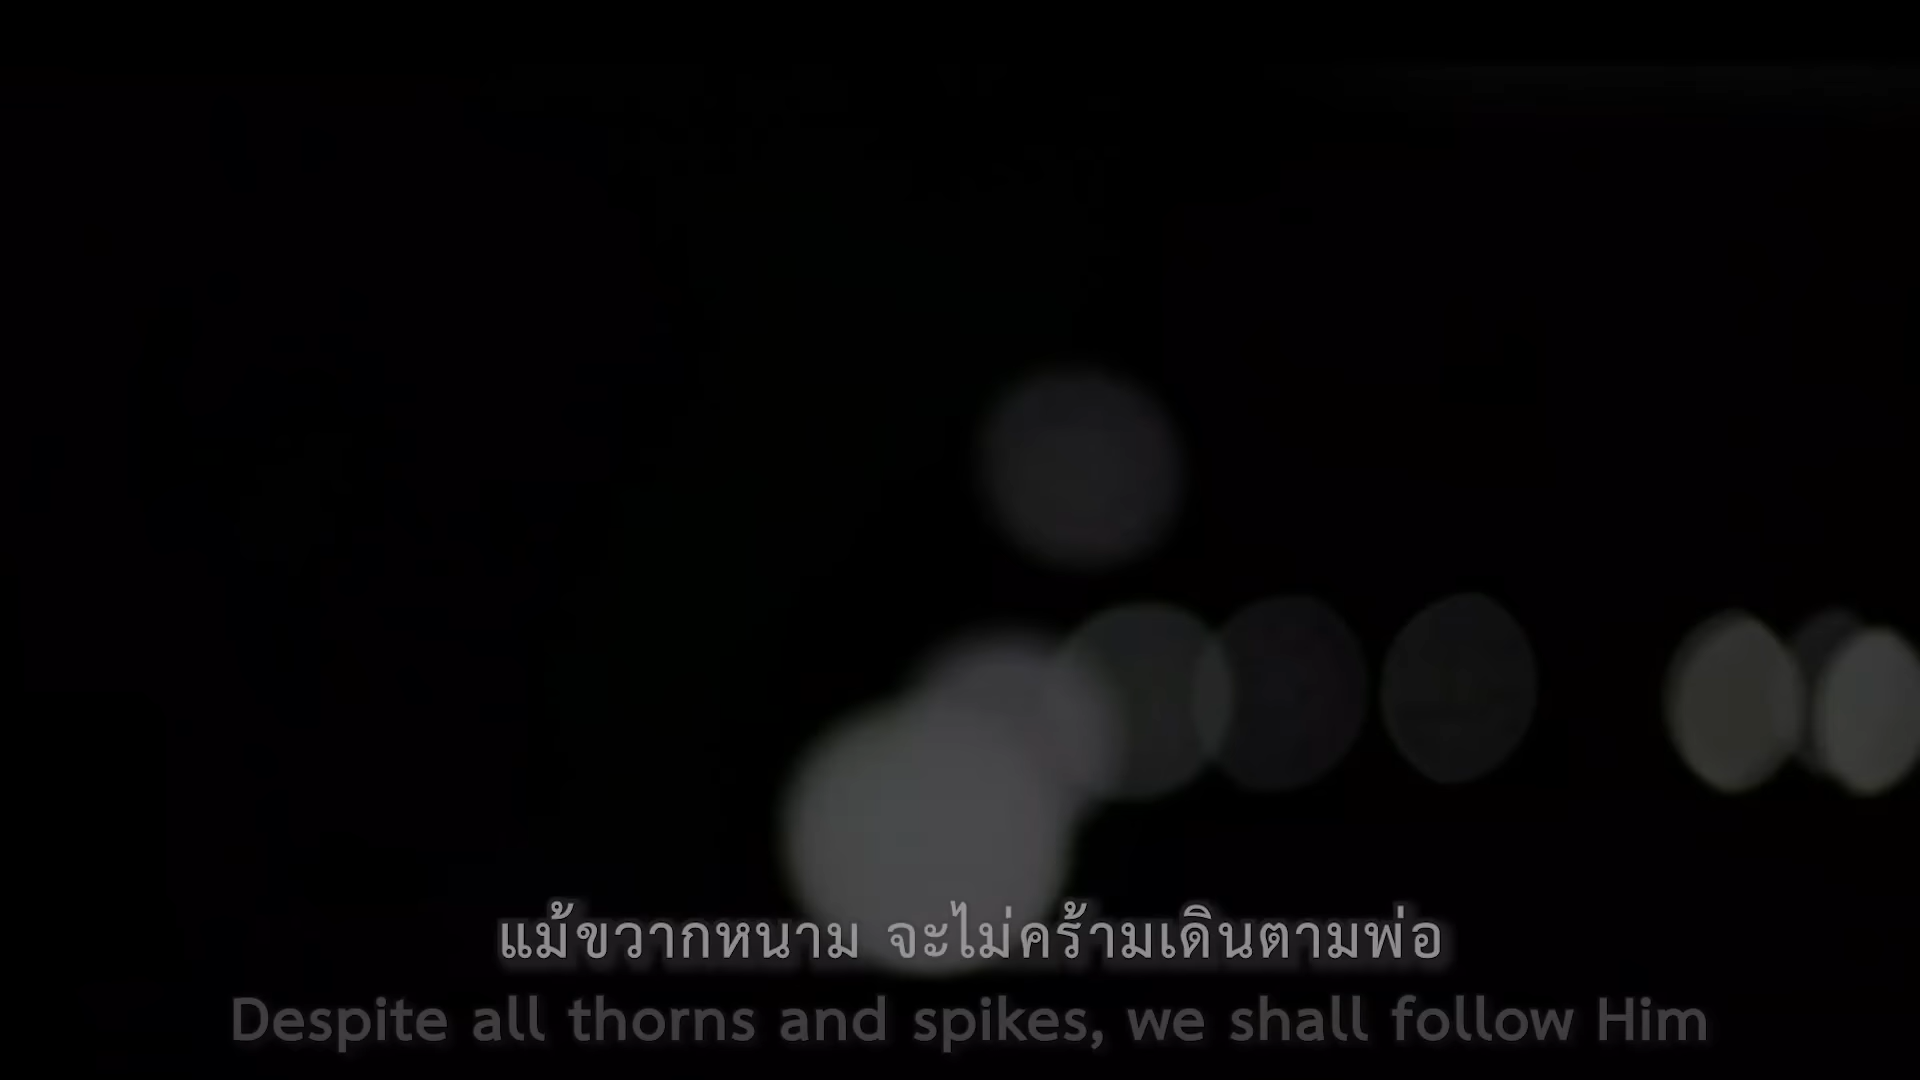 แม้ขวากหนาม จะไม่คร้ามเดินตามพ่อ
Despite all thorns and spikes, we shall follow Him